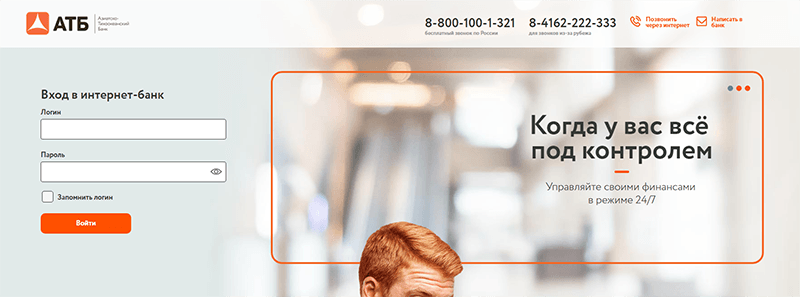 АТБ
Азиатско-
Тихоокеанский
Банк
8-800-100-1-321
бесплатный звонок по России
8-4162-222-333
для звонков из-за рубежа
Позвонить
через интернет
Написать в
банк
Вход в интернет-банк
Логин
Пароль
Запомнить логин
Войти
Когда у вас всё
под контролем
Управляйте своими финансами
в режиме 24/7